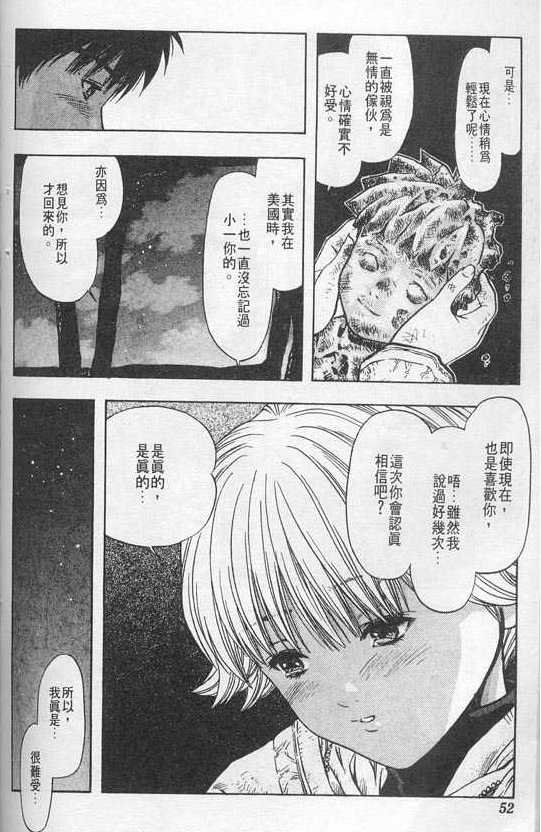 可是…
現在心情稍為
輕鬆了呢……
一直被視為是
無情的傢伙，
心情確實不
好受。
其實我在
美國時，
…也一直沒忘記過
小一你的。
亦因為…
想見你，所以
才回來的。
即使現在，
也是喜歡你，
唔…雖然我
說過好幾次…
這次你會認真
相信吧？
是真的，
是真的…
所以，
我真是…
很難受…
52